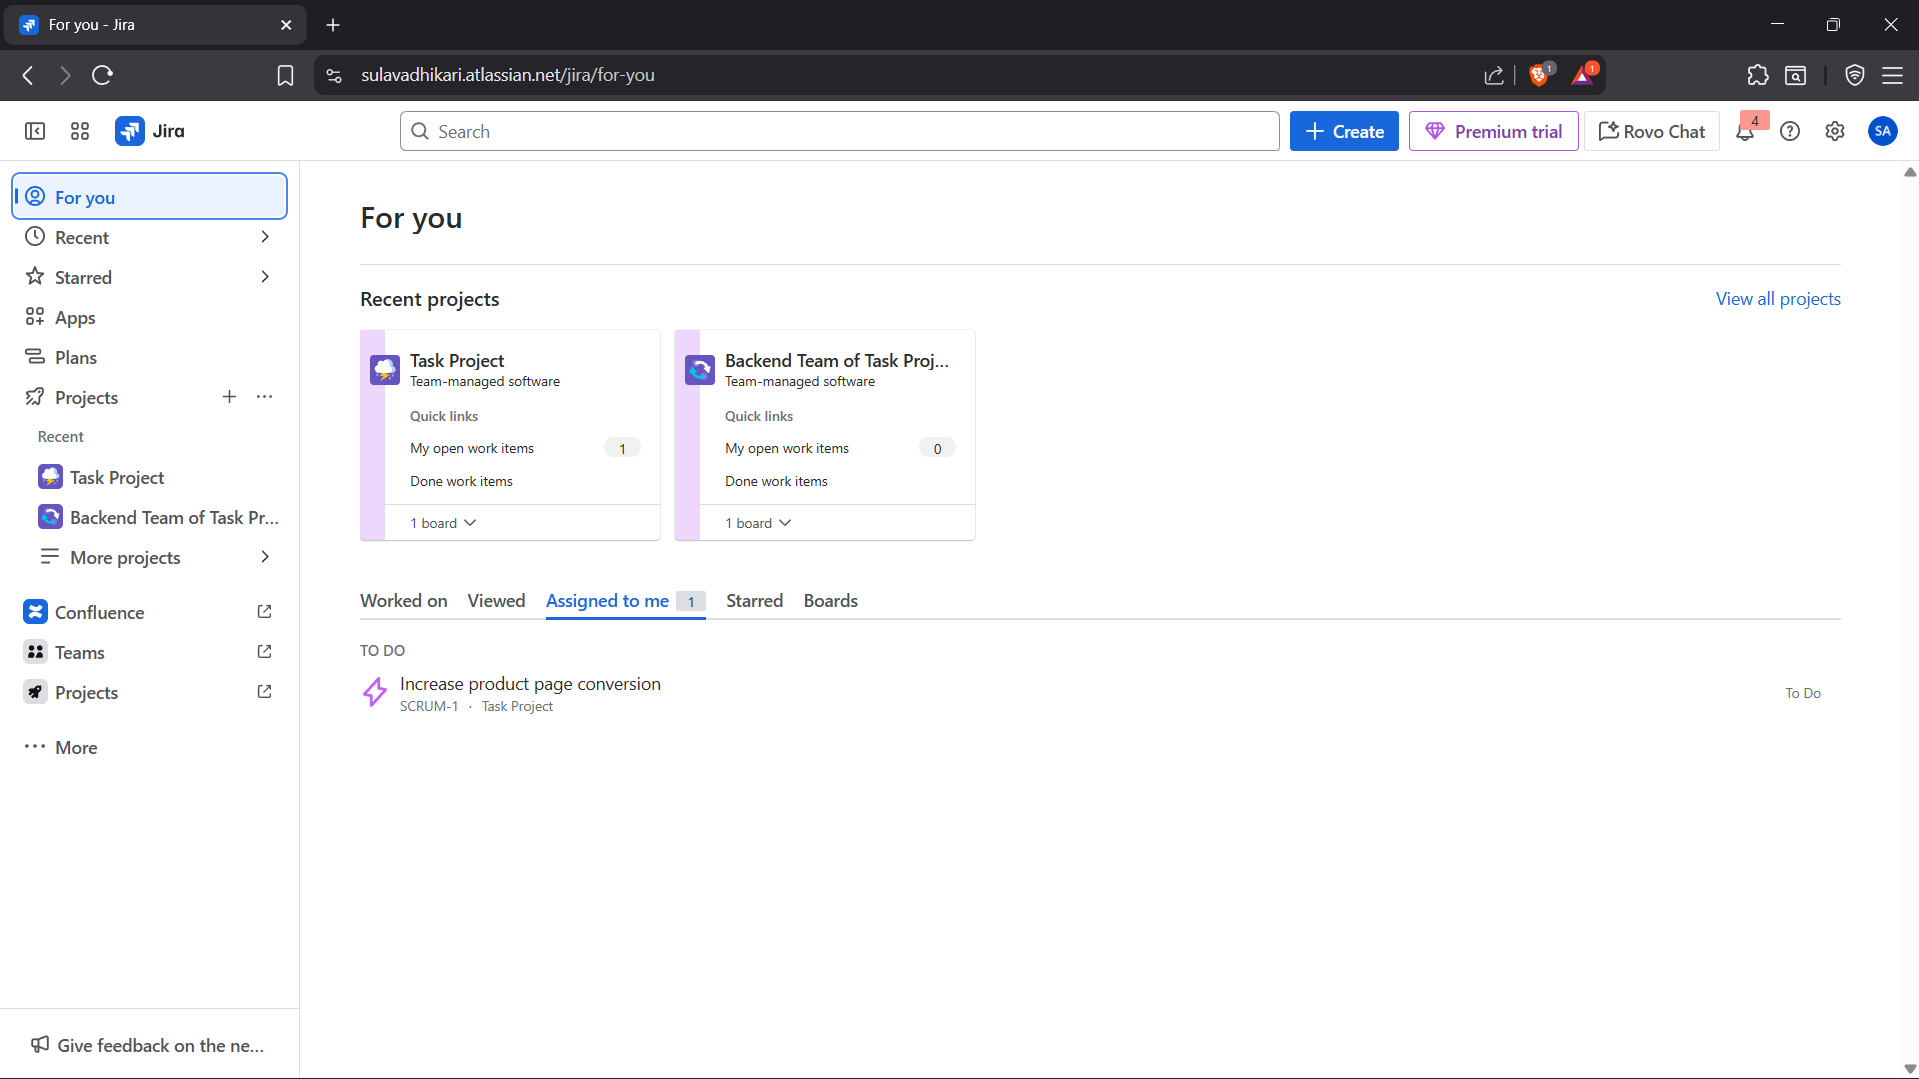 For you - Jira
sulavadhikari.atlassian.net/jira/for-you
1
1
Jira
Search
Create
Premium trial
Rovo Chat
4
SA
For you
Recent
Starred
Apps
Plans
Projects
Recent
Task Project
Backend Team of Task Pr...
More projects
Confluence
Teams
Projects
More
Give feedback on the ne...
For you
Recent projects
View all projects
Task Project
Team-managed software
Quick links
My open work items 1
Done work items
1 board
Backend Team of Task Proj...
Team-managed software
Quick links
My open work items 0
Done work items
1 board
Worked on Viewed Assigned to me 1 Starred Boards
TO DO
Increase product page conversion
SCRUM-1 · Task Project
To Do